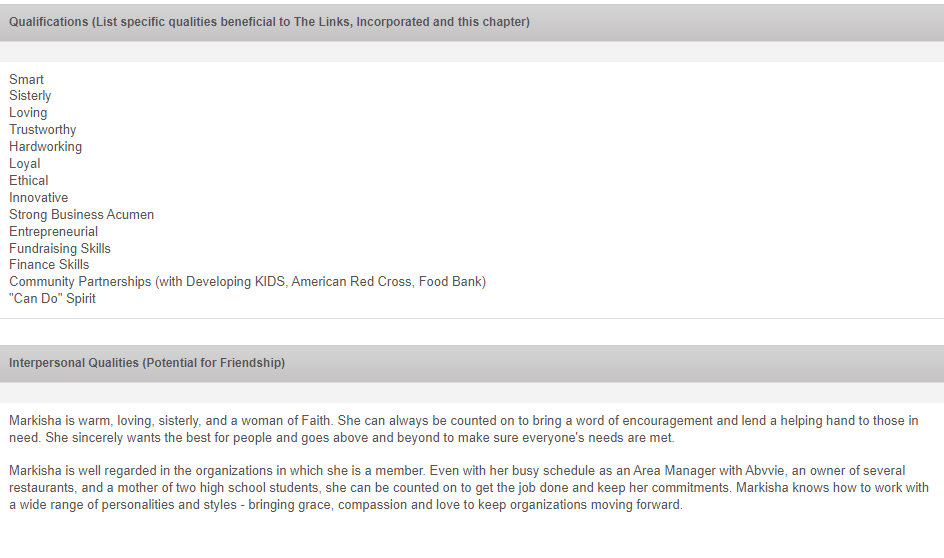 Qualifications (List specific qualities beneficial to The Links, Incorporated and this chapter)
Smart
Sisterly
Loving
Trustworthy
Hardworking
Loyal
Ethical
Innovative
Strong Business Acumen
Entrepreneurial
Fundraising Skills
Finance Skills
Community Partnerships (with Developing KIDS, American Red Cross, Food Bank)
"Can Do" Spirit
Interpersonal Qualities (Potential for Friendship)
Markisha is warm, loving, sisterly, and a woman of Faith. She can always be counted on to bring a word of encouragement and lend a helping hand to those in
need. She sincerely wants the best for people and goes above and beyond to make sure everyone's needs are met.
Markisha is well regarded in the organizations in which she is a member. Even with her busy schedule as an Area Manager with Abvvie, an owner of several
restaurants, and a mother of two high school students, she can be counted on to get the job done and keep her commitments. Markisha knows how to work with
a wide range of personalities and styles - bringing grace, compassion and love to keep organizations moving forward.